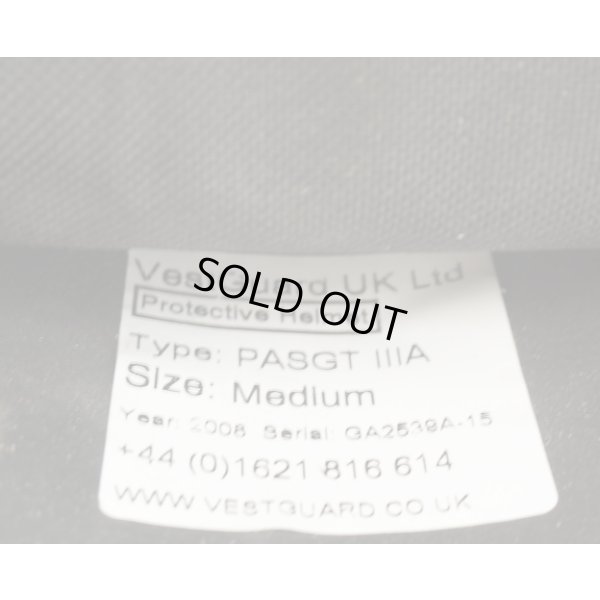 VestGuard UK Ltd
SOLD OUT
Protective Helmet
Type: PASGT IIIA
Size: Medium
Year: 2008 Serial: GA2539A-15
+44 (0)1621 816 614
WWW.VESTGUARD.CO.UK